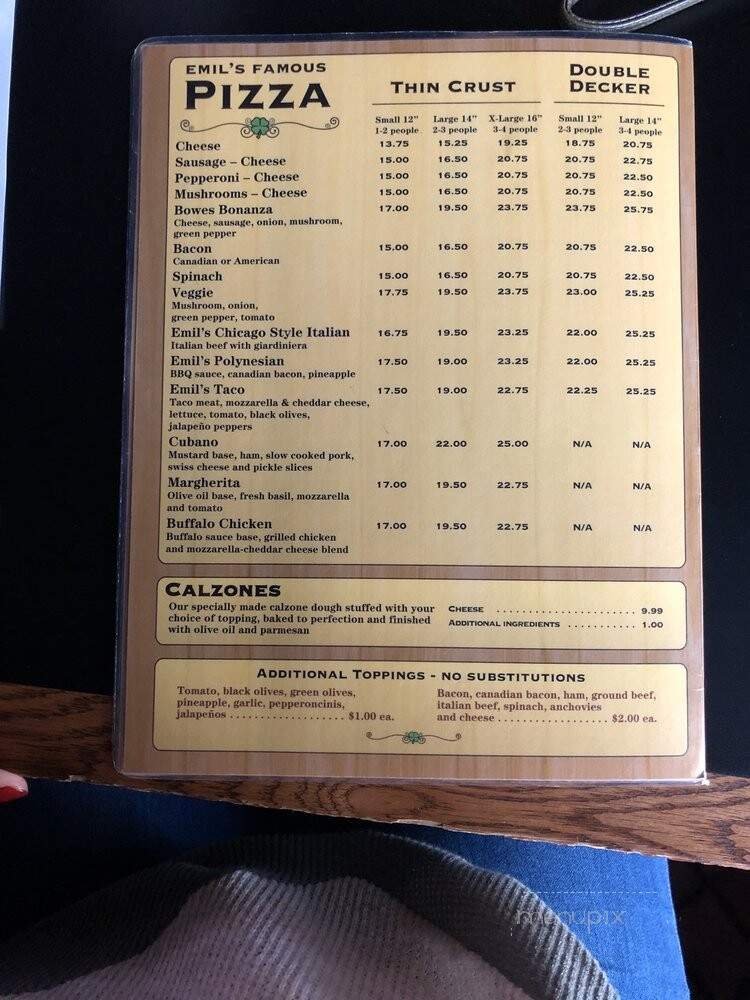 EMIL'S FAMOUS
PIZZA
THIN CRUST
DOUBLE
DECKER
Small 12" Large 14" X-Large 16" Small 12" Large 14"
1-2 people 2-3 people 3-4 people 2-3 people 3-4 people
Cheese 13.75 15.25 19.25 18.75 20.75
Sausage – Cheese 15.00 16.50 20.75 20.75 22.75
Pepperoni – Cheese 15.00 16.50 20.75 20.75 22.50
Mushrooms – Cheese 15.00 16.50 20.75 20.75 22.50
Bowes Bonanza 17.00 19.50 23.75 23.75 25.75
Cheese, sausage, onion, mushroom,
green pepper
Bacon 15.00 16.50 20.75 20.75 22.50
Canadian or American
Spinach 15.00 16.50 20.75 20.75 22.50
Veggie 17.75 19.50 23.75 23.00 25.25
Mushroom, onion,
green pepper, tomato
Emil's Chicago Style Italian 16.75 19.50 23.25 22.00 25.25
Italian beef with giardiniera
Emil's Polynesian 17.50 19.00 23.25 22.00 25.25
BBQ sauce, canadian bacon, pineapple
Emil's Taco 17.50 19.00 22.75 22.25 25.25
Taco meat, mozzarella & cheddar cheese,
lettuce, tomato, black olives,
jalapeño peppers
Cubano 17.00 22.00 25.00 N/A N/A
Mustard base, ham, slow cooked pork,
swiss cheese and pickle slices
Margherita 17.00 19.50 22.75 N/A N/A
Olive oil base, fresh basil, mozzarella
and tomato
Buffalo Chicken 17.00 19.50 22.75 N/A N/A
Buffalo sauce base, grilled chicken
and mozzarella-cheddar cheese blend
CALZONES
Our specially made calzone dough stuffed with your
choice of topping, baked to perfection and finished
with olive oil and parmesan
CHEESE .................... 9.99
ADDITIONAL INGREDIENTS .......... 1.00
ADDITIONAL TOPPINGS - NO SUBSTITUTIONS
Tomato, black olives, green olives,
pineapple, garlic, pepperoncinis,
jalapeños ................... $1.00 ea.
Bacon, canadian bacon, ham, ground beef,
italian beef, spinach, anchovies
and cheese .................. $2.00 ea.
menupix